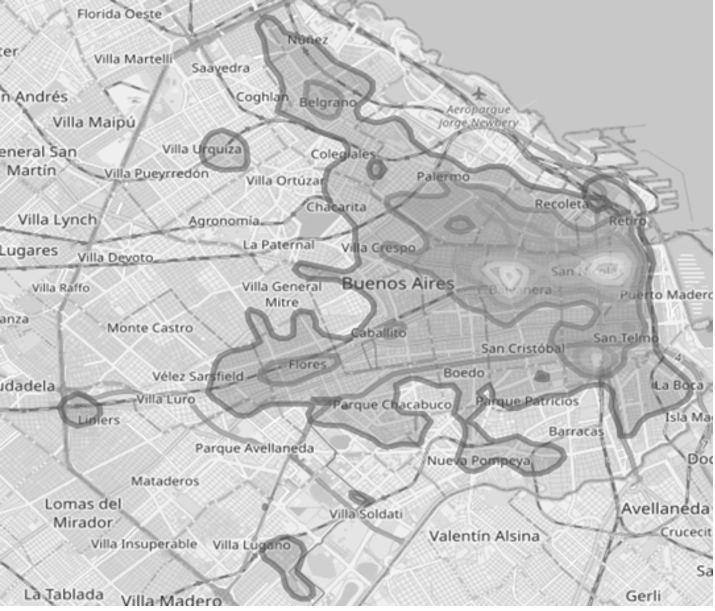 Florida Oeste
Núñez
Villa Martelli
Saavedra
Coghlan
Belgrano
n Andrés
Aeroparque
Jorge Newbery
Villa Maipú
Villa Urquiza
Colegiales
eneral San
Martín
Villa Pueyrredón
Villa Ortúzar
Palermo
Chacarita
Recoleta
Retiro
Villa Lynch
Agronomía
La Paternal
Villa Crespo
Lugares
Villa Devoto
San
Villa Raffo
Villa General
Mitre
Buenos Aires
Puerto Madero
anza
Monte Castro
Caballito
San Cristóbal
San Telmo
4
Flores
Boedo
udadela
Vélez Sarsfield
La Boca
Villa Luro
Parque Chacabuco
Parque Patricios
Liniers
Isla Ma
Barracas
Parque Avellaneda
Nueva Pompeya
Doc
Mataderos
Lomas del
Mirador
Villa Soldati
Avellaneda
Valentín Alsina
Crucecit
Villa Insuperable
Villa Lugano
Sa
La Tablada
Villa Madero
Gerli